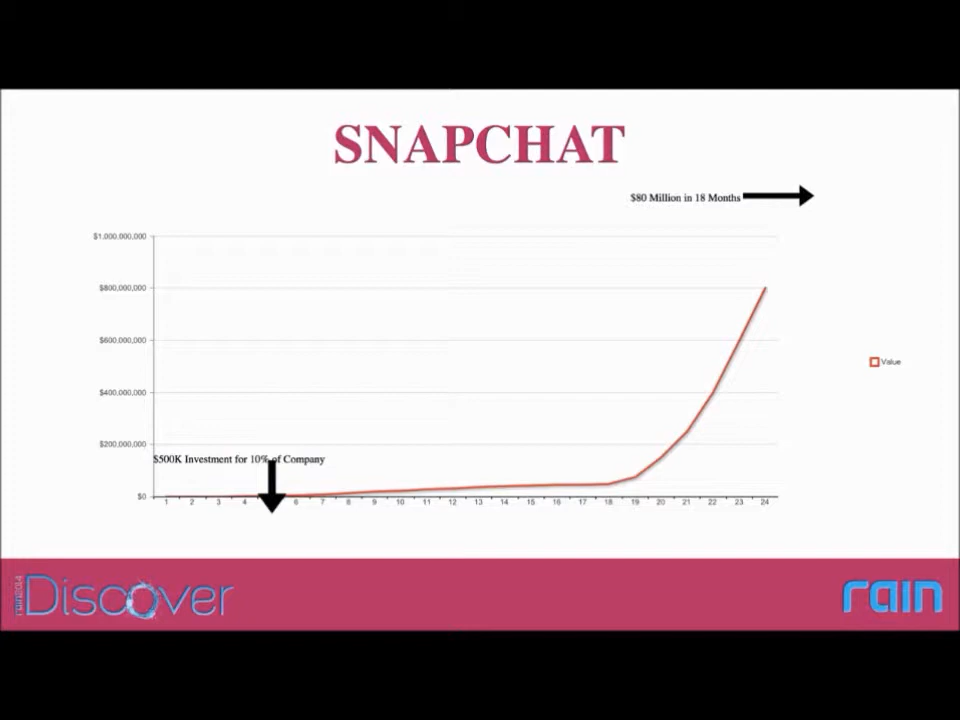 SNAPCHAT
$80 Million in 18 Months
$1,000,000,000
$800,000,000
$600,000,000
$400,000,000
$200,000,000
$0
$500K Investment for 10% of Company
1 2 3 4 6 7 8 9 10 11 12 13 14 15 16 17 18 19 20 21 22 23 24
Value
rain2014
Discover
rain